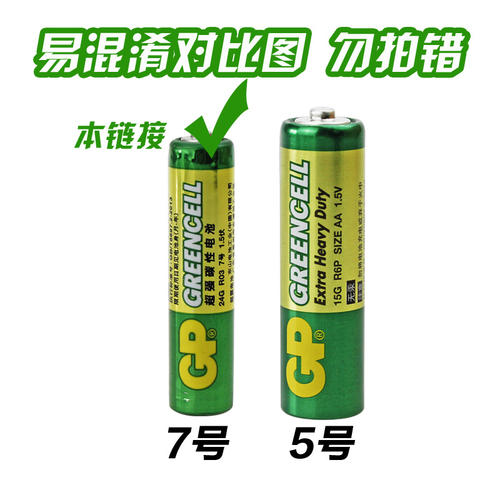 易混淆对比图 勿拍错
本链接
GP
GREENCELL
超强碳性电池
24G R03 7号 1.5伏
GP
GREENCELL
Extra Heavy Duty
15G R6P SIZE AA 1.5V
7号
5号